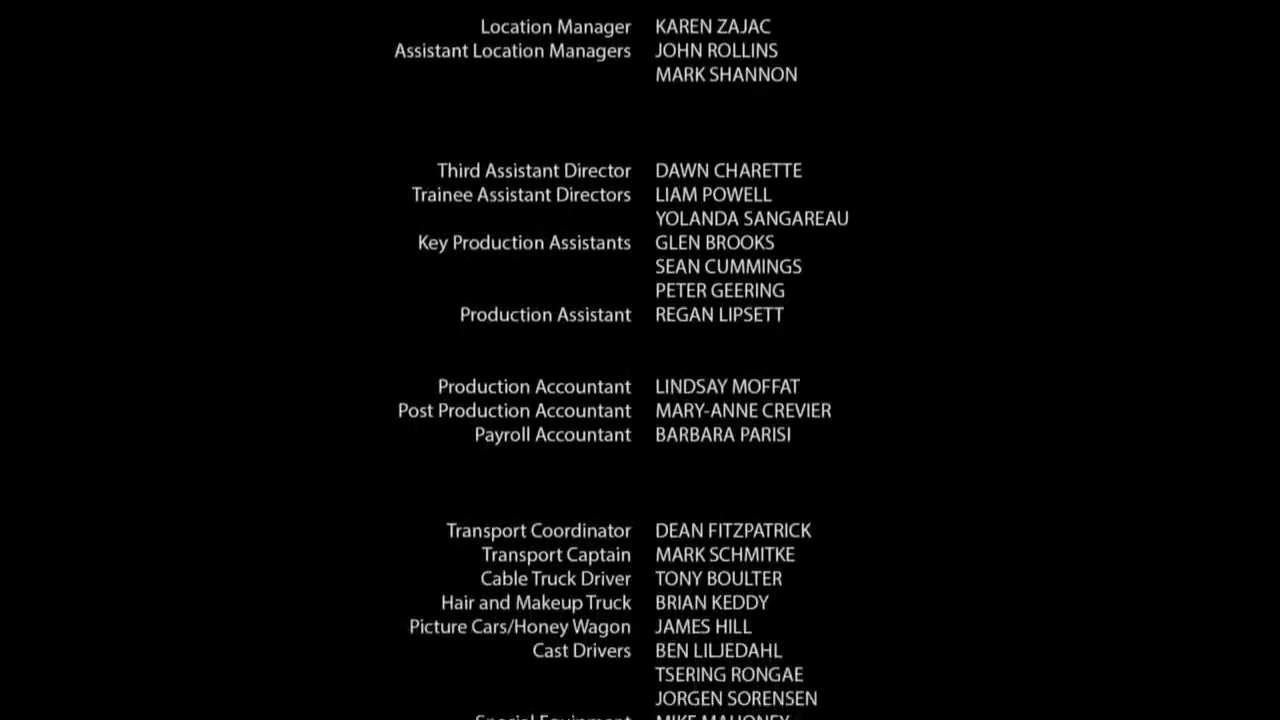 Location Manager KAREN ZAJAC
Assistant Location Managers JOHN ROLLINS
MARK SHANNON
Third Assistant Director DAWN CHARETTE
Trainee Assistant Directors LIAM POWELL
YOLANDA SANGAREAU
Key Production Assistants GLEN BROOKS
SEAN CUMMINGS
PETER GEERING
Production Assistant REGAN LIPSETT
Production Accountant LINDSAY MOFFAT
Post Production Accountant MARY-ANNE CREVIER
Payroll Accountant BARBARA PARISI
Transport Coordinator DEAN FITZPATRICK
Transport Captain MARK SCHMITKE
Cable Truck Driver TONY BOULTER
Hair and Makeup Truck BRIAN KEDDY
Picture Cars/Honey Wagon JAMES HILL
Cast Drivers BEN LILJEDAHL
TSERING RONGAE
JORGEN SORENSEN
Special Equipment MIKE MAHONEY